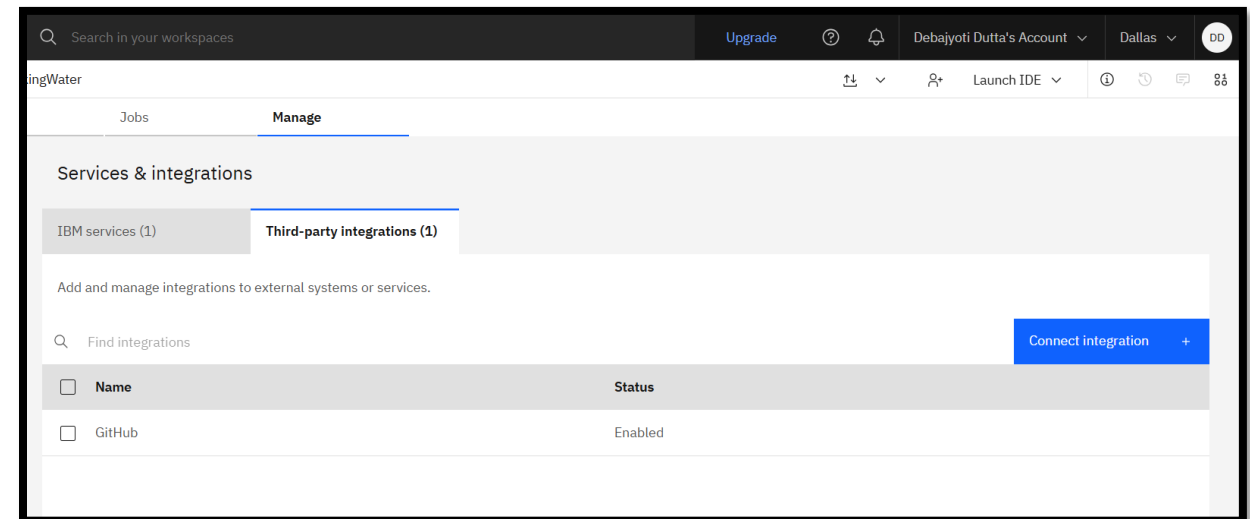 Search in your workspaces Upgrade Debajyoti Dutta's Account Dallas DD
ingWater Launch IDE
Jobs Manage
Services & integrations
IBM services (1) Third-party integrations (1)
Add and manage integrations to external systems or services.
Find integrations Connect integration +
Name Status
GitHub Enabled